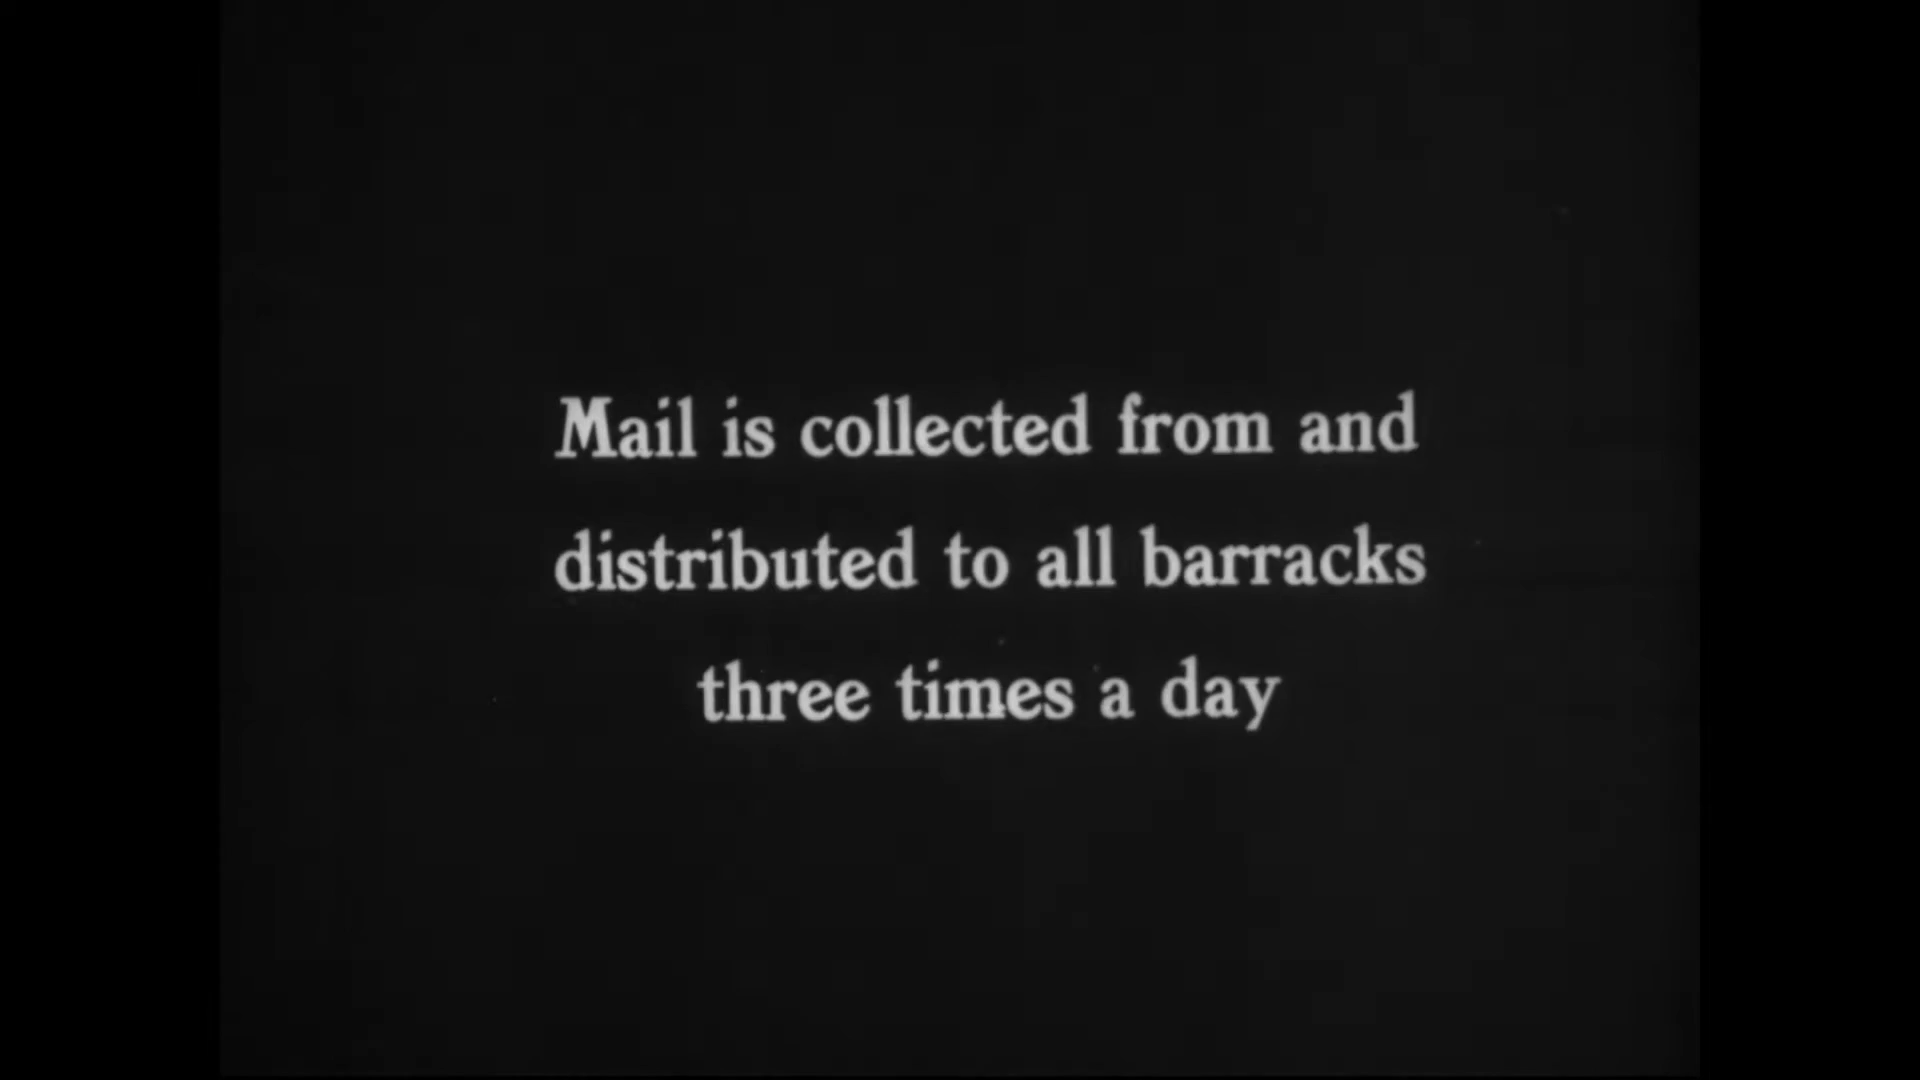 Mail is collected from and
distributed to all barracks
three times a day